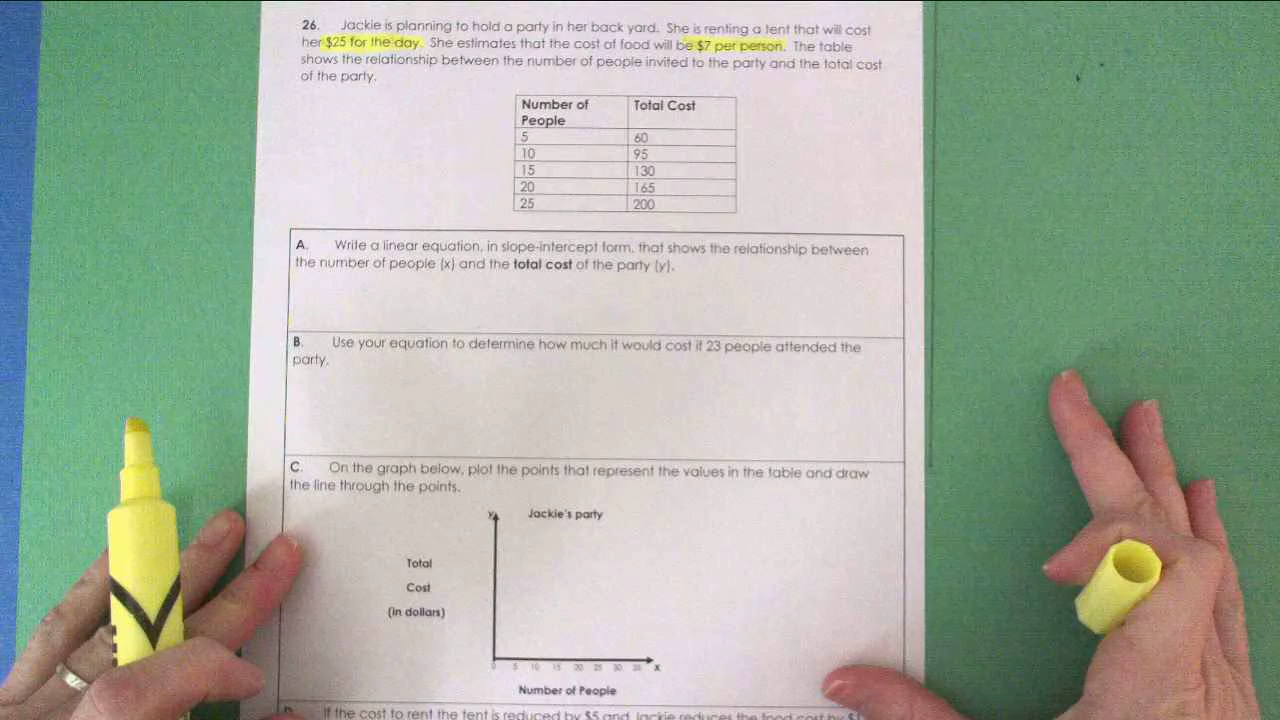 26. Jackie is planning to hold a party in her back yard. She is renting a tent that will cost
her $25 for the day. She estimates that the cost of food will be $7 per person. The table
shows the relationship between the number of people invited to the party and the total cost
of the party.
Number of People Total Cost
5 60
10 95
15 130
20 165
25 200
A. Write a linear equation, in slope-intercept form, that shows the relationship between
the number of people (x) and the total cost of the party (y).
B. Use your equation to determine how much it would cost if 23 people attended the
party.
C. On the graph below, plot the points that represent the values in the table and draw
the line through the points.
y Jackie's party
Total
Cost
(in dollars)
0 5 10 15 20 25 30 35 x
Number of People
If the cost to rent the tent is reduced by $5 and Jackie reduces the food cost by $1